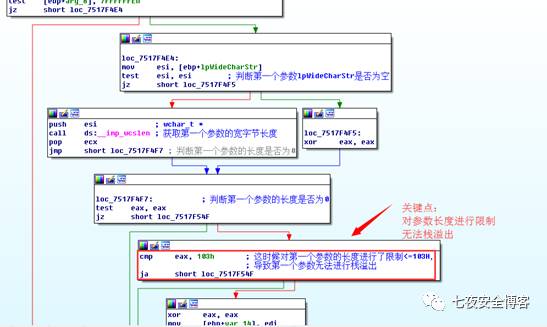 test [ebp+arg_8], 7FFFFFFEh
jz short loc_7517F4E4
loc_7517F4E4:
mov esi, [ebp+lpWideCharStr]
test esi, esi ; 判断第一个参数lpWideCharStr是否为空
jz short loc_7517F4F5
push esi ; wchar_t *
call ds:__imp_wcslen ; 获取第一个参数的宽字节长度
pop ecx
jmp short loc_7517F4F7 ; 判断第一个参数的长度是否为0
loc_7517F4F5:
xor eax, eax
loc_7517F4F7: ; 判断第一个参数的长度是否为0
test eax, eax
jz short loc_7517F54F
关键点:
对参数长度进行限制
无法栈溢出
cmp eax, 103h ; 这时候对第一个参数的长度进行了限制<=103H,
; 导致第一个参数无法进行栈溢出
ja short loc_7517F54F
xor eax, eax
mov [ebp+var_14], edi
七夜安全博客